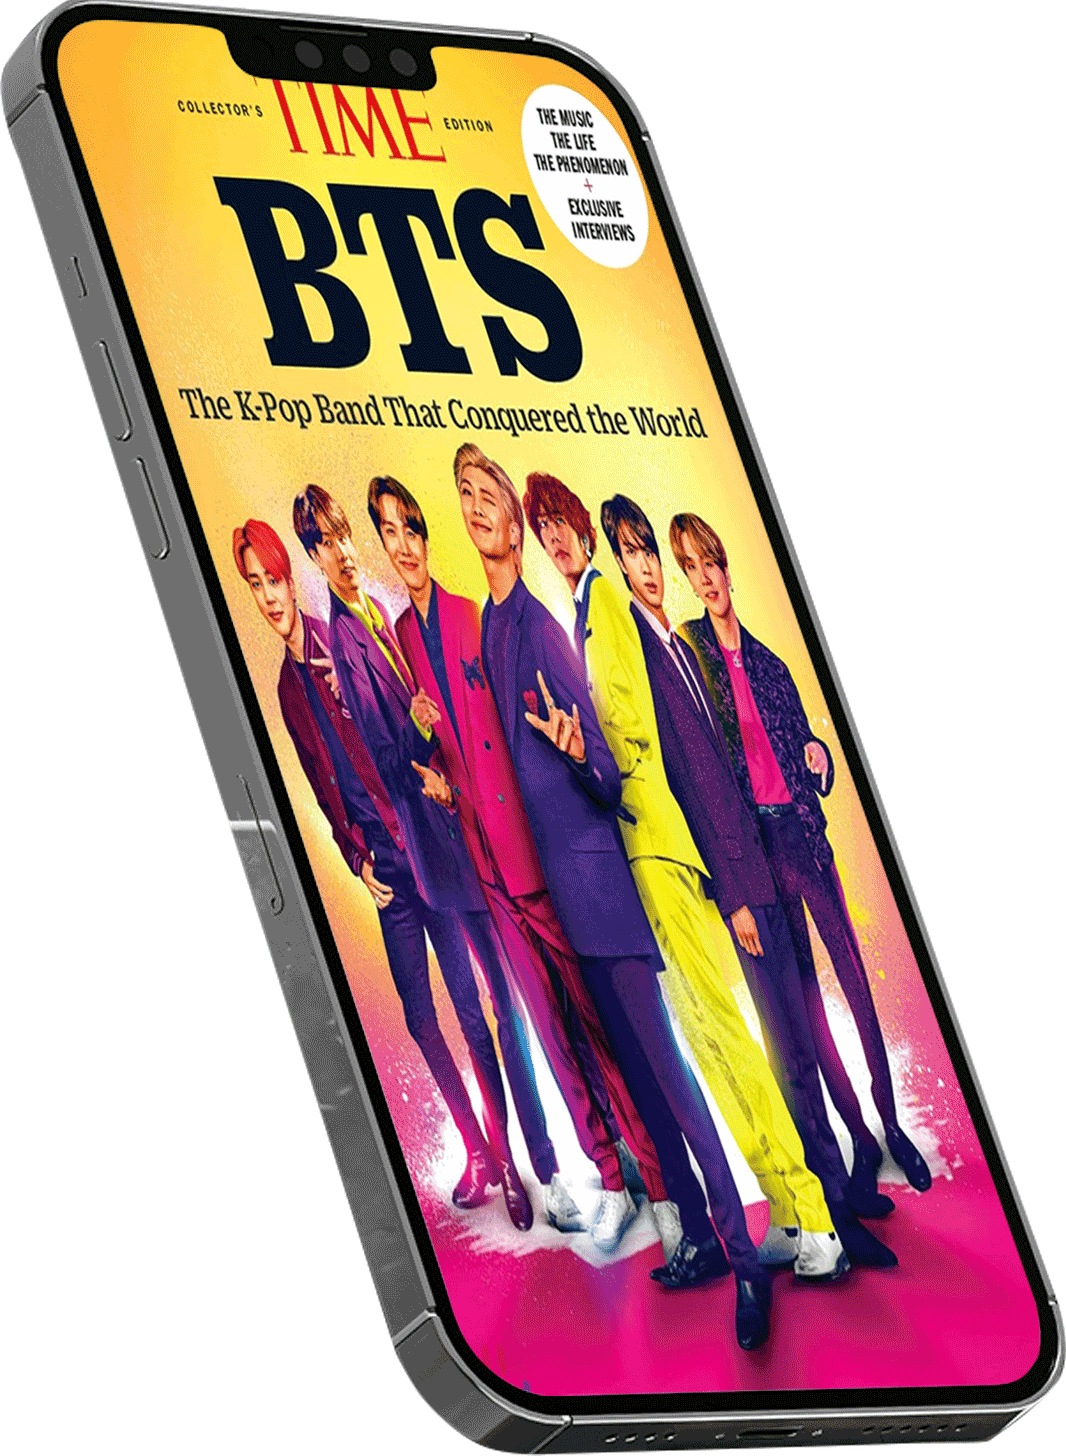 COLLECTOR'S TIME EDITION
THE MUSIC
THE LIFE
THE PHENOMENON
+
EXCLUSIVE
INTERVIEWS
BTS
The K-Pop Band That Conquered the World